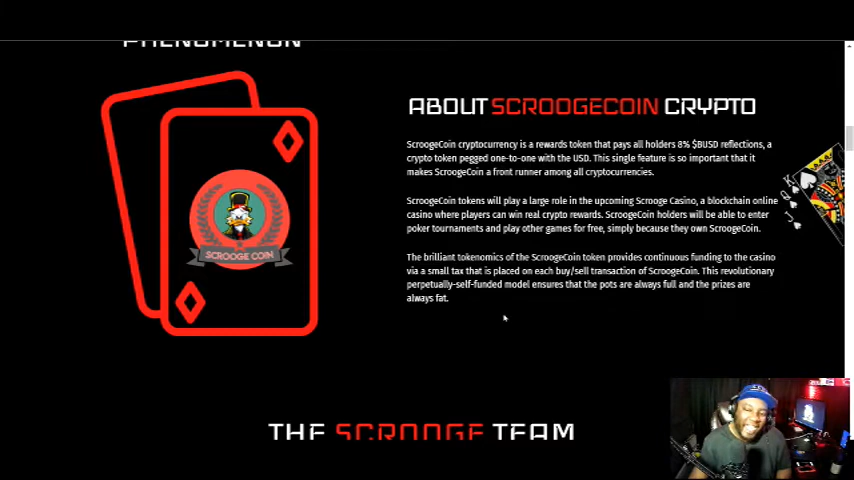 PHENOMENON
ABOUT SCROOGECOIN CRYPTO
ScroogeCoin cryptocurrency is a rewards token that pays all holders 8% $BUSD reflections, a
crypto token pegged one-to-one with the USD. This single feature is so important that it
makes ScroogeCoin a front runner among all cryptocurrencies.
ScroogeCoin tokens will play a large role in the upcoming Scrooge Casino, a blockchain online
casino where players can win real crypto rewards. ScroogeCoin holders will be able to enter
poker tournaments and play other games for free, simply because they own ScroogeCoin.
The brilliant tokenomics of the ScroogeCoin token provides continuous funding to the casino
via a small tax that is placed on each buy/sell transaction of ScroogeCoin. This revolutionary
perpetually-self-funded model ensures that the pots are always full and the prizes are
always fat.
SCROOGE COIN
K
Q
J
THE SCROOGE TEAM